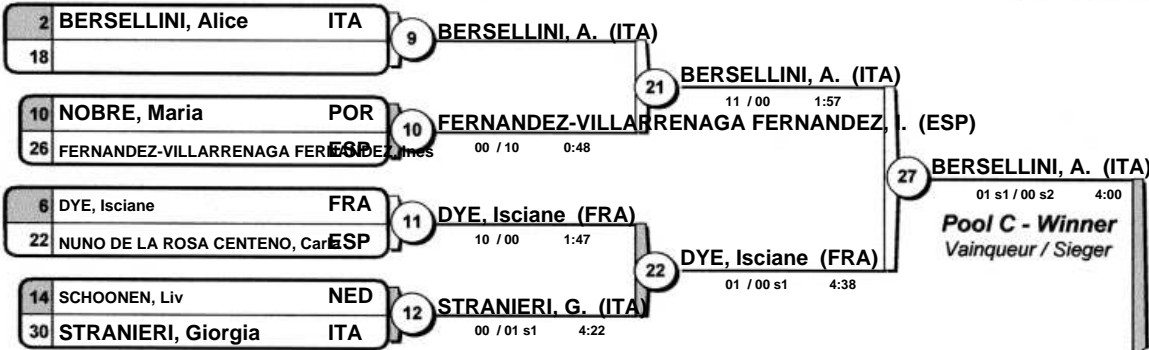 2 BERSELLINI, Alice ITA
18
9
BERSELLINI, A. (ITA)
10 NOBRE, Maria POR
26 FERNANDEZ-VILLARRENAGA FERNANDEZ, Ines ESP
10
FERNANDEZ-VILLARRENAGA FERNANDEZ, I. (ESP)
00 / 10 0:48
21
BERSELLINI, A. (ITA)
11 / 00 1:57
6 DYE, Isciane FRA
22 NUNO DE LA ROSA CENTENO, Carla ESP
11
DYE, Isciane (FRA)
10 / 00 1:47
14 SCHOONEN, Liv NED
30 STRANIERI, Giorgia ITA
12
STRANIERI, G. (ITA)
00 / 01 s1 4:22
22
DYE, Isciane (FRA)
01 / 00 s1 4:38
27
BERSELLINI, A. (ITA)
01 s1 / 00 s2 4:00
Pool C - Winner
Vainqueur / Sieger